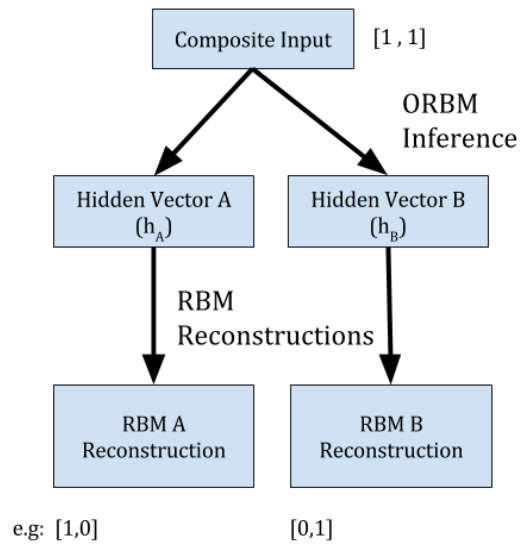 Composite Input
[1 , 1]
ORBM
Inference
Hidden Vector A
(hA)
Hidden Vector B
(hB)
RBM
Reconstructions
RBM A
Reconstruction
RBM B
Reconstruction
e.g: [1,0]
[0,1]